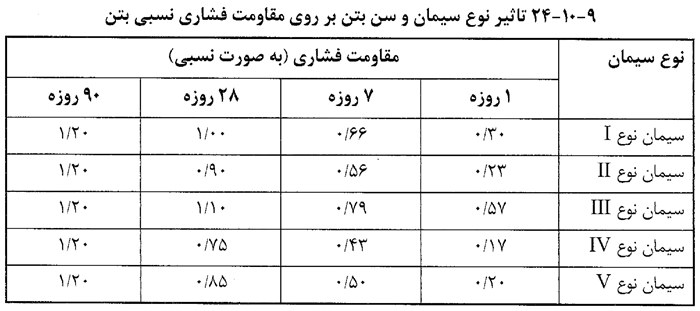 ۹-۱۰-۲۴ تاثیر نوع سیمان و سن بتن بر روی مقاومت فشاری نسبی بتن
نوع سیمان مقاومت فشاری (به صورت نسبی)
۱ روزه ۷ روزه ۲۸ روزه ۹۰ روزه
سیمان نوع I ۰/۳۰ ۰/۶۶ ۱/۰۰ ۱/۲۰
سیمان نوع II ۰/۲۳ ۰/۵۶ ۰/۹۰ ۱/۲۰
سیمان نوع III ۰/۵۷ ۰/۷۹ ۱/۱۰ ۱/۲۰
سیمان نوع IV ۰/۱۷ ۰/۴۳ ۰/۷۵ ۱/۲۰
سیمان نوع V ۰/۲۰ ۰/۵۰ ۰/۸۵ ۱/۲۰